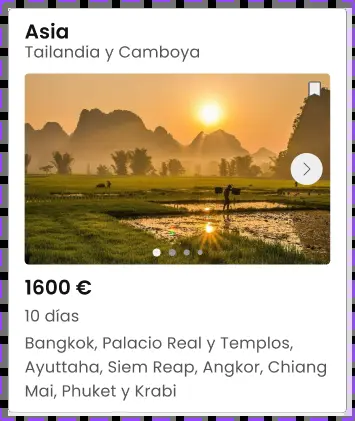 Asia
Tailandia y Camboya
1600 €
10 días
Bangkok, Palacio Real y Templos,
Ayuttaha, Siem Reap, Angkor, Chiang
Mai, Phuket y Krabi